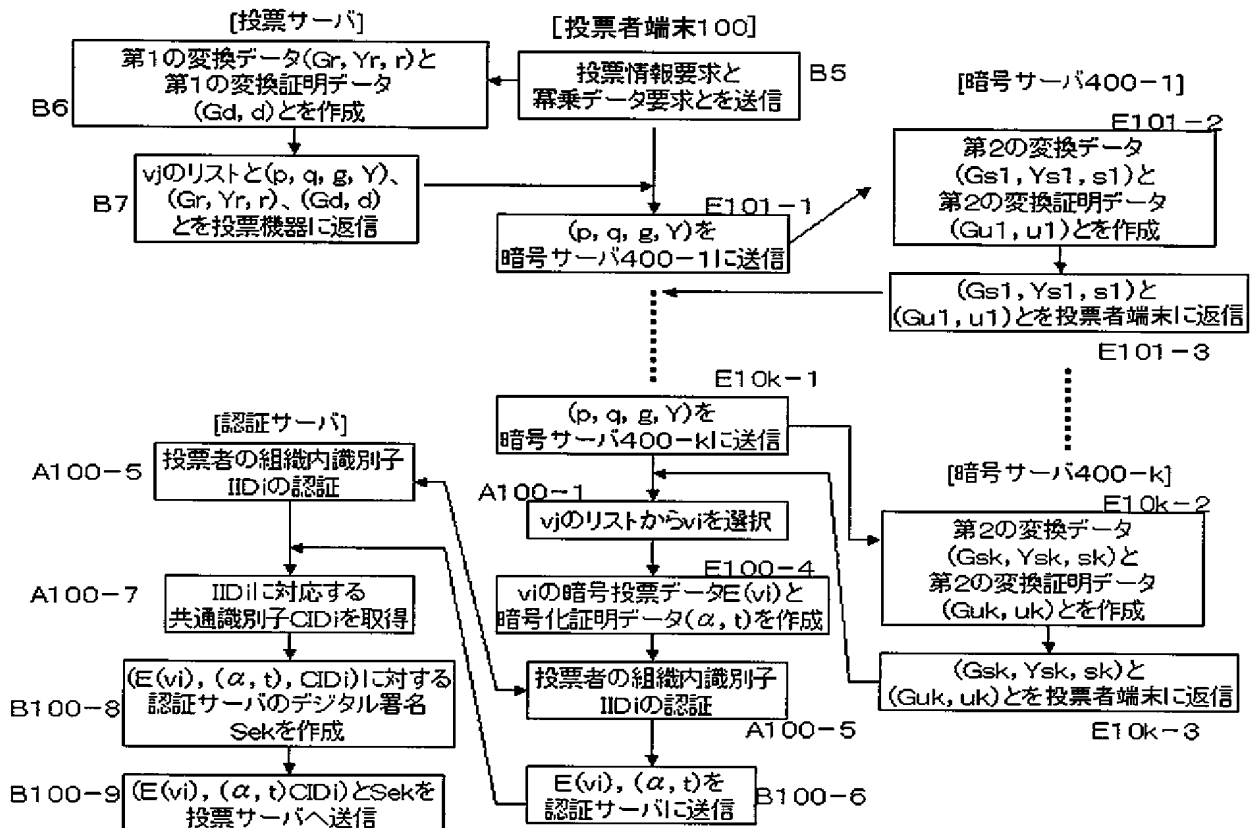 [投票サーバ]
第1の変換データ(Gr, Yr, r)と
第1の変換証明データ
(Gd, d)とを作成
B6
vjのリストと(p, q, g, Y)、
(Gr, Yr, r)、(Gd, d)
とを投票機器に返信
B7
[投票者端末100]
投票情報要求と
冪乗データ要求とを送信
B5
E101-1
(p, q, g, Y)を
暗号サーバ400-1に送信
[暗号サーバ400-1]
E101-2
第2の変換データ
(Gs1, Ys1, s1)と
第2の変換証明データ
(Gu1, u1)とを作成
(Gs1, Ys1, s1)と
(Gu1, u1)とを投票者端末に返信
E101-3
E10k-1
(p, q, g, Y)を
暗号サーバ400-kに送信
[暗号サーバ400-k]
E10k-2
第2の変換データ
(Gsk, Ysk, sk)と
第2の変換証明データ
(Guk, uk)とを作成
(Gsk, Ysk, sk)と
(Guk, uk)とを投票者端末に返信
E10k-3
A100-1
vjのリストからviを選択
E100-4
viの暗号投票データE(vi)と
暗号化証明データ(α, t)を作成
投票者の組織内識別子
IIDiの認証
A100-5
E(vi), (α, t)を
認証サーバに送信
B100-6
[認証サーバ]
A100-5
投票者の組織内識別子
IIDiの認証
A100-7
IIDiに対応する
共通識別子CIDiを取得
B100-8
(E(vi), (α, t), CIDi)に対する
認証サーバのデジタル署名
Sekを作成
B100-9
(E(vi), (α, t)CIDi)とSekを
投票サーバへ送信